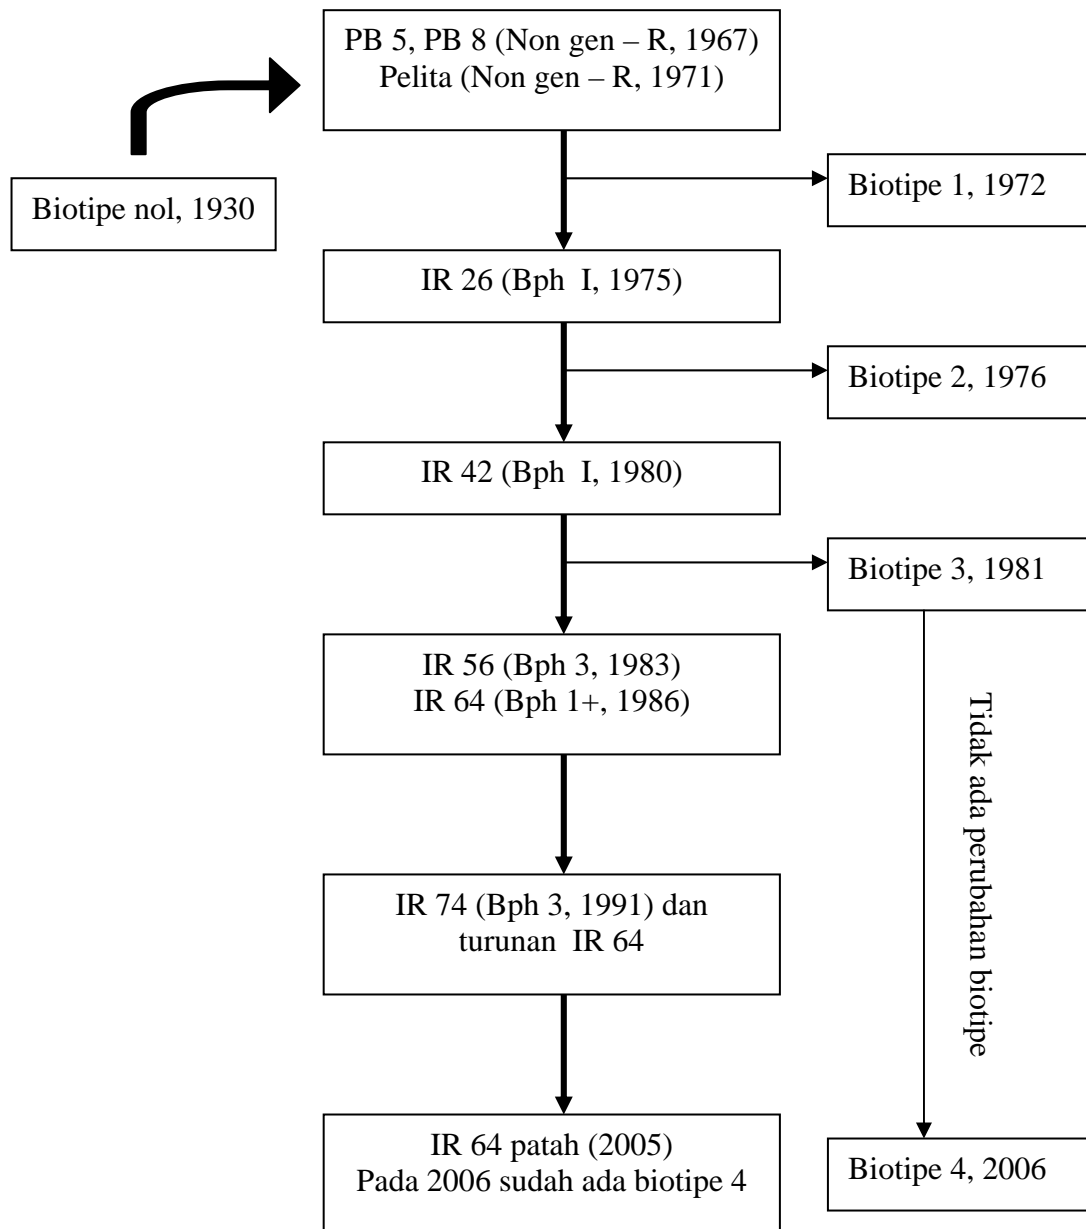 PB 5, PB 8 (Non gen – R, 1967)
Pelita (Non gen – R, 1971)
Biotipe nol, 1930
Biotipe 1, 1972
IR 26 (Bph I, 1975)
Biotipe 2, 1976
IR 42 (Bph I, 1980)
Biotipe 3, 1981
IR 56 (Bph 3, 1983)
IR 64 (Bph 1+, 1986)
Tidak ada perubahan biotipe
IR 74 (Bph 3, 1991) dan
turunan IR 64
IR 64 patah (2005)
Pada 2006 sudah ada biotipe 4
Biotipe 4, 2006